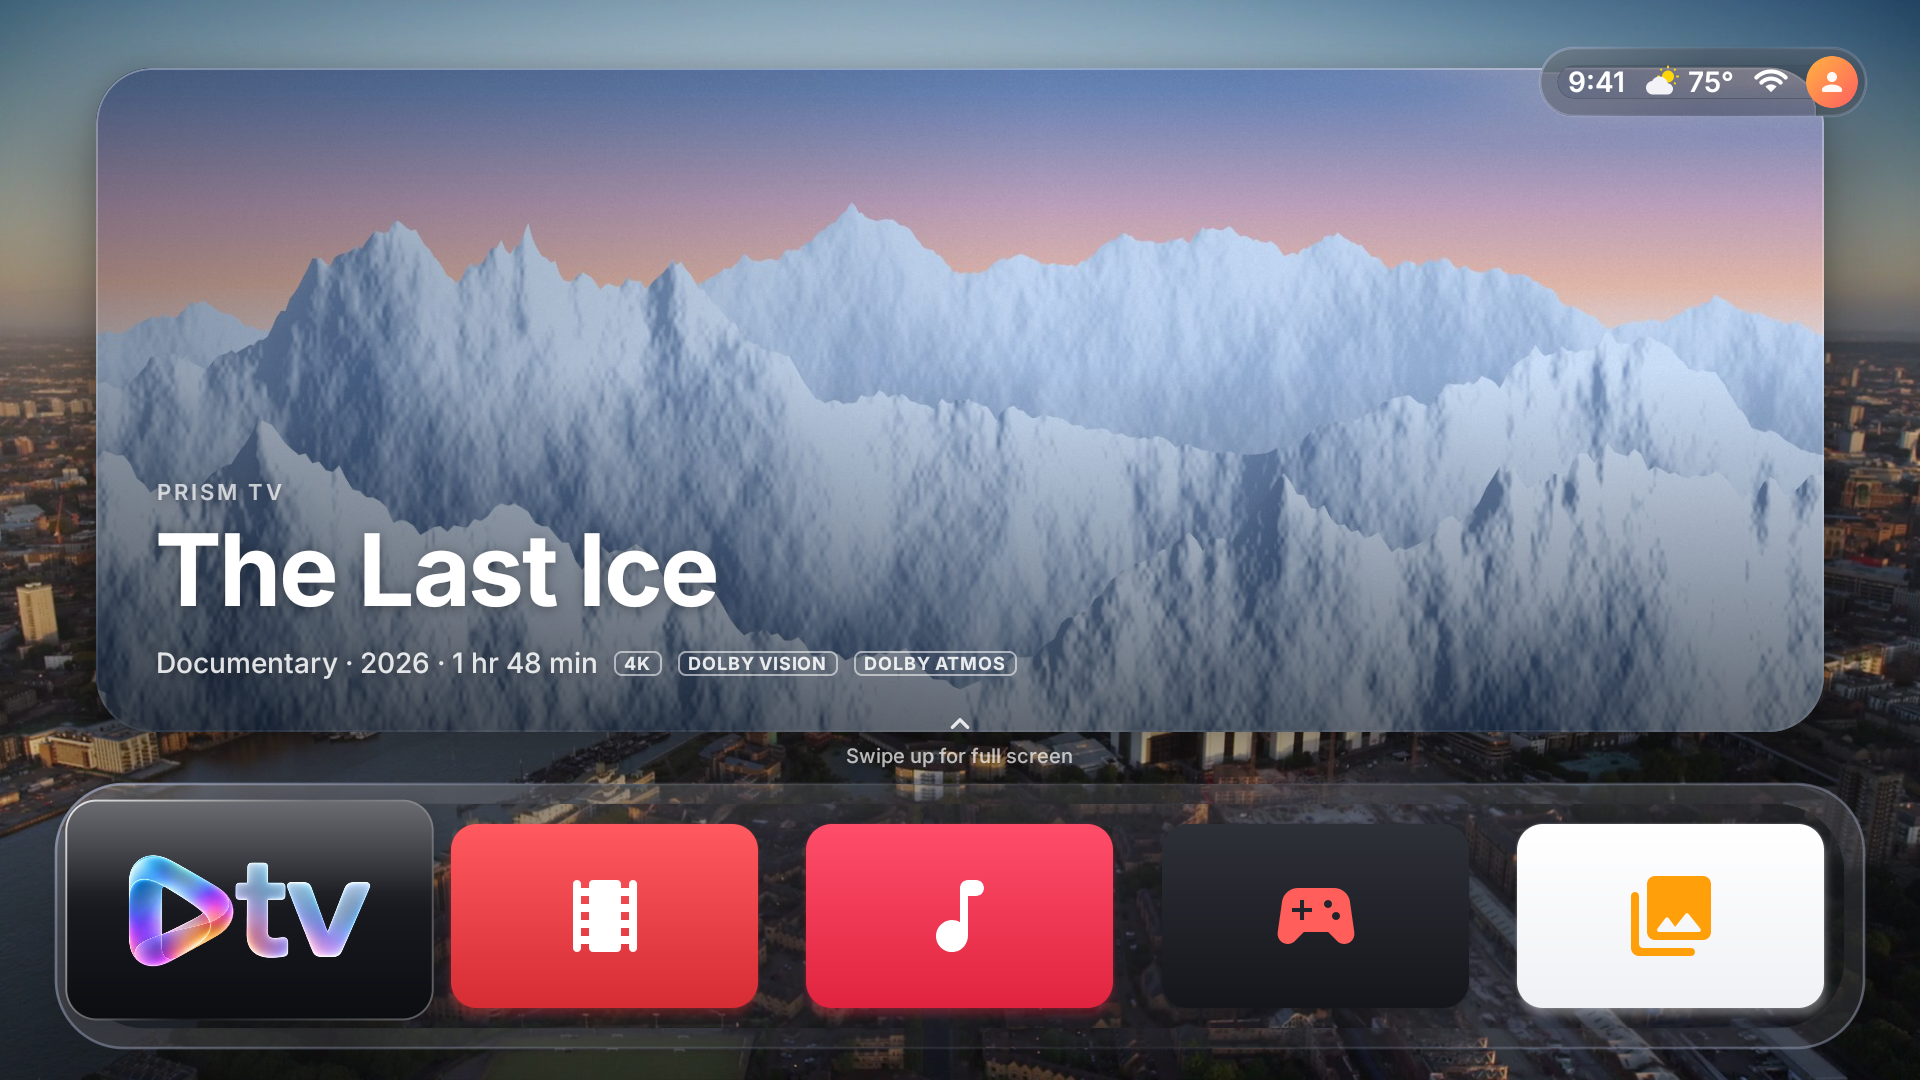 9:41 75°
PRISM TV
The Last Ice
Documentary · 2026 · 1 hr 48 min 4K DOLBY VISION DOLBY ATMOS
Swipe up for full screen
tv